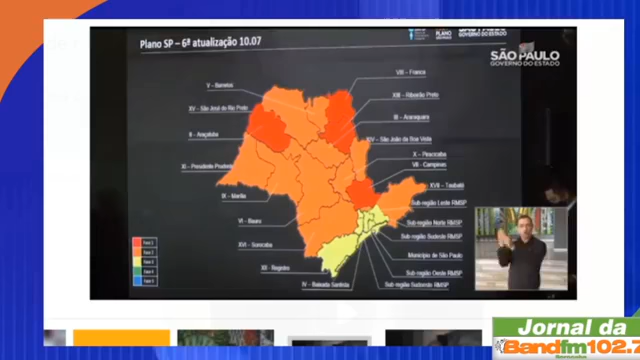 Plano SP – 6ª atualização 10.07
SÃO PAULO
GOVERNO DO ESTADO
VIII – Franca
V – Barretos
XIII – Ribeirão Preto
XV – São José do Rio Preto
III – Araraquara
II – Araçatuba
XIV – São João da Boa Vista
X – Piracicaba
XI – Presidente Prudente
VII – Campinas
XVII – Taubaté
IX – Marília
Sub-região Leste RMSP
VI – Bauru
Sub-região Norte RMSP
Sub-região Sudeste RMSP
XVI – Sorocaba
Município de São Paulo
XII – Registro
Sub-região Oeste RMSP
IV – Baixada Santista
Sub-região Sudoeste RMSP
Fase 1
Fase 2
Fase 3
Fase 4
Fase 5
Jornal da
Bandfm102.7